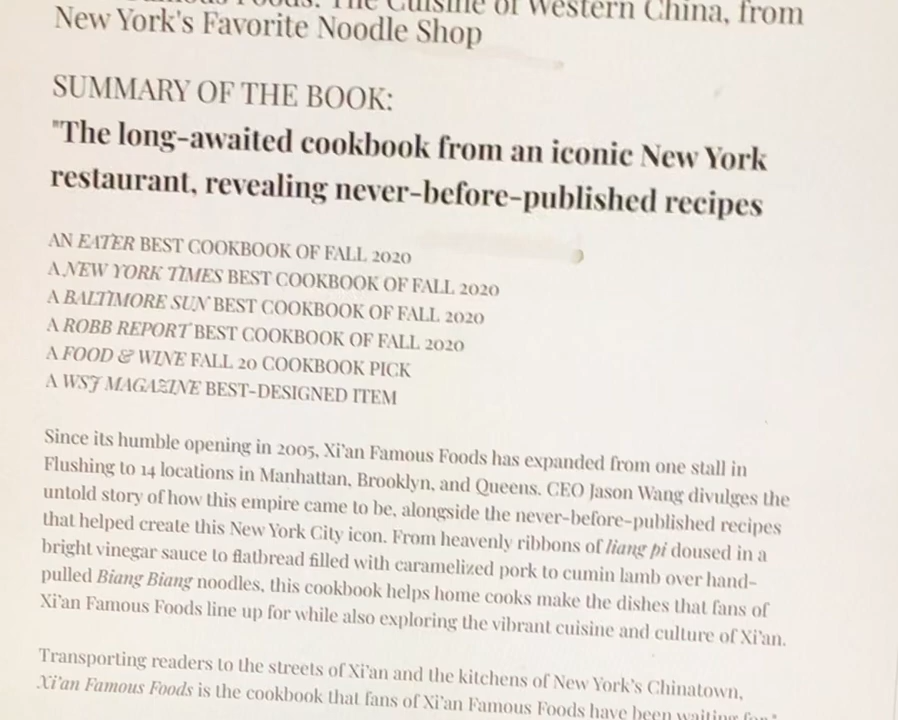 Foods: The Cuisine of Western China, from
New York's Favorite Noodle Shop
SUMMARY OF THE BOOK:
"The long-awaited cookbook from an iconic New York
restaurant, revealing never-before-published recipes
AN EATER BEST COOKBOOK OF FALL 2020
A NEW YORK TIMES BEST COOKBOOK OF FALL 2020
A BALTIMORE SUN BEST COOKBOOK OF FALL 2020
A ROBB REPORT BEST COOKBOOK OF FALL 2020
A FOOD & WINE FALL 20 COOKBOOK PICK
A WSJ MAGAZINE BEST-DESIGNED ITEM
Since its humble opening in 2005, Xi'an Famous Foods has expanded from one stall in
Flushing to 14 locations in Manhattan, Brooklyn, and Queens. CEO Jason Wang divulges the
untold story of how this empire came to be, alongside the never-before-published recipes
that helped create this New York City icon. From heavenly ribbons of liang pi doused in a
bright vinegar sauce to flatbread filled with caramelized pork to cumin lamb over hand-
pulled Biang Biang noodles, this cookbook helps home cooks make the dishes that fans of
Xi'an Famous Foods line up for while also exploring the vibrant cuisine and culture of Xi'an.
Transporting readers to the streets of Xi'an and the kitchens of New York's Chinatown,
Xi'an Famous Foods is the cookbook that fans of Xi'an Famous Foods have been waiting for."